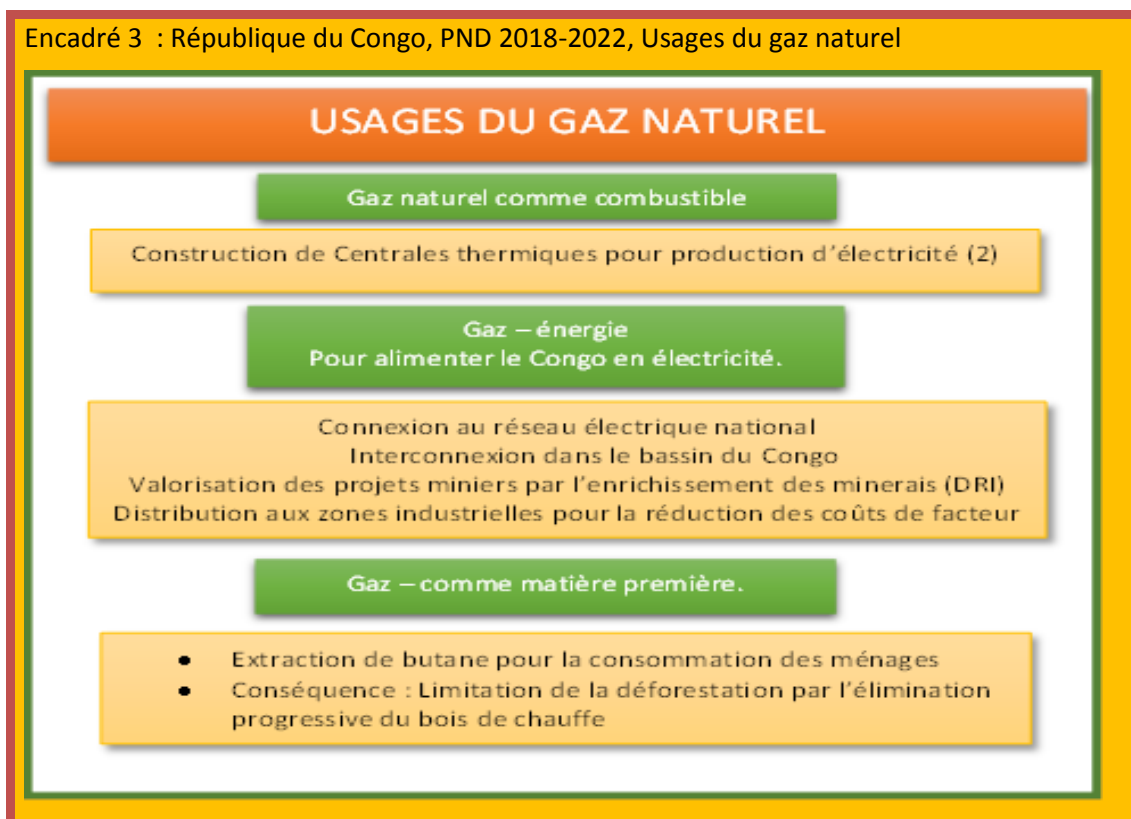 Encadré 3 : République du Congo, PND 2018-2022, Usages du gaz naturel
USAGES DU GAZ NATUREL
Gaz naturel comme combustible
Construction de Centrales thermiques pour production d'électricité (2)
Gaz – énergie
Pour alimenter le Congo en électricité.
Connexion au réseau électrique national
Interconnexion dans le bassin du Congo
Valorisation des projets miniers par l'enrichissement des minerais (DRI)
Distribution aux zones industrielles pour la réduction des coûts de facteur
Gaz – comme matière première.
● Extraction de butane pour la consommation des ménages
● Conséquence : Limitation de la déforestation par l'élimination
progressive du bois de chauffe